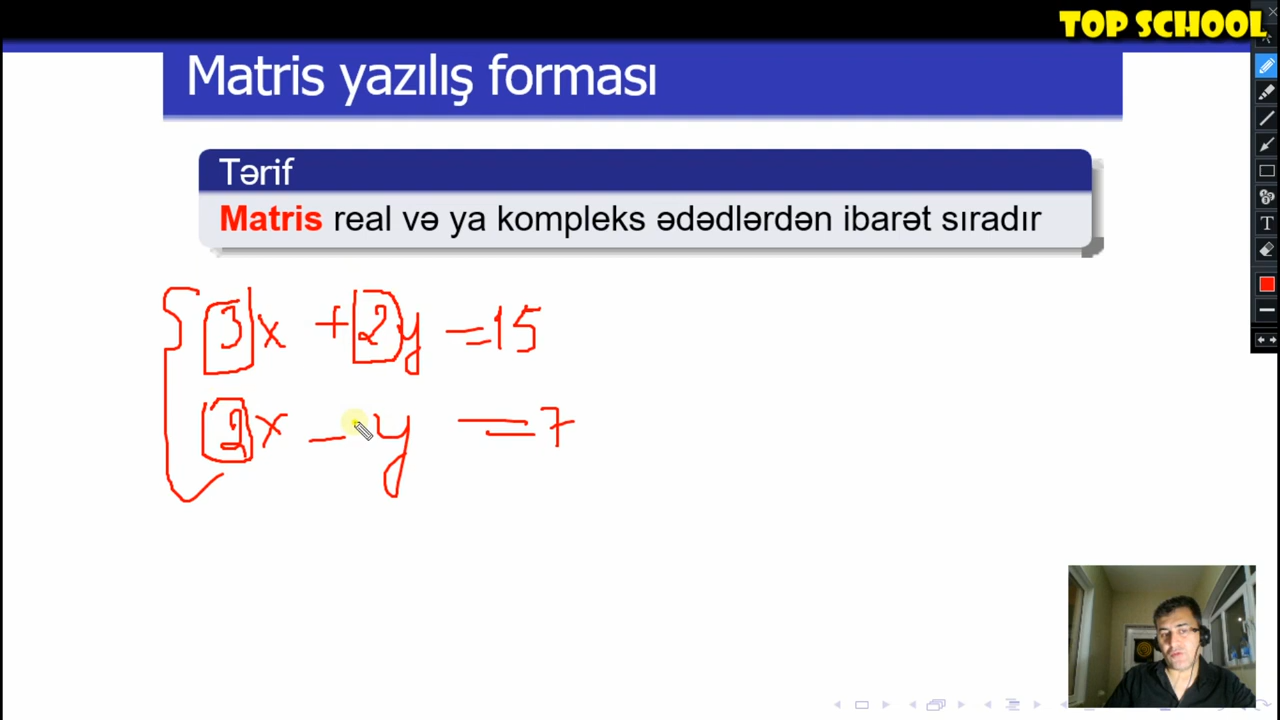 TOP SCHOOL
Matris yazılış forması
Tərif
Matris real və ya kompleks ədədlərdən ibarət sıradır
3x + 2y = 15
2x - y = 7